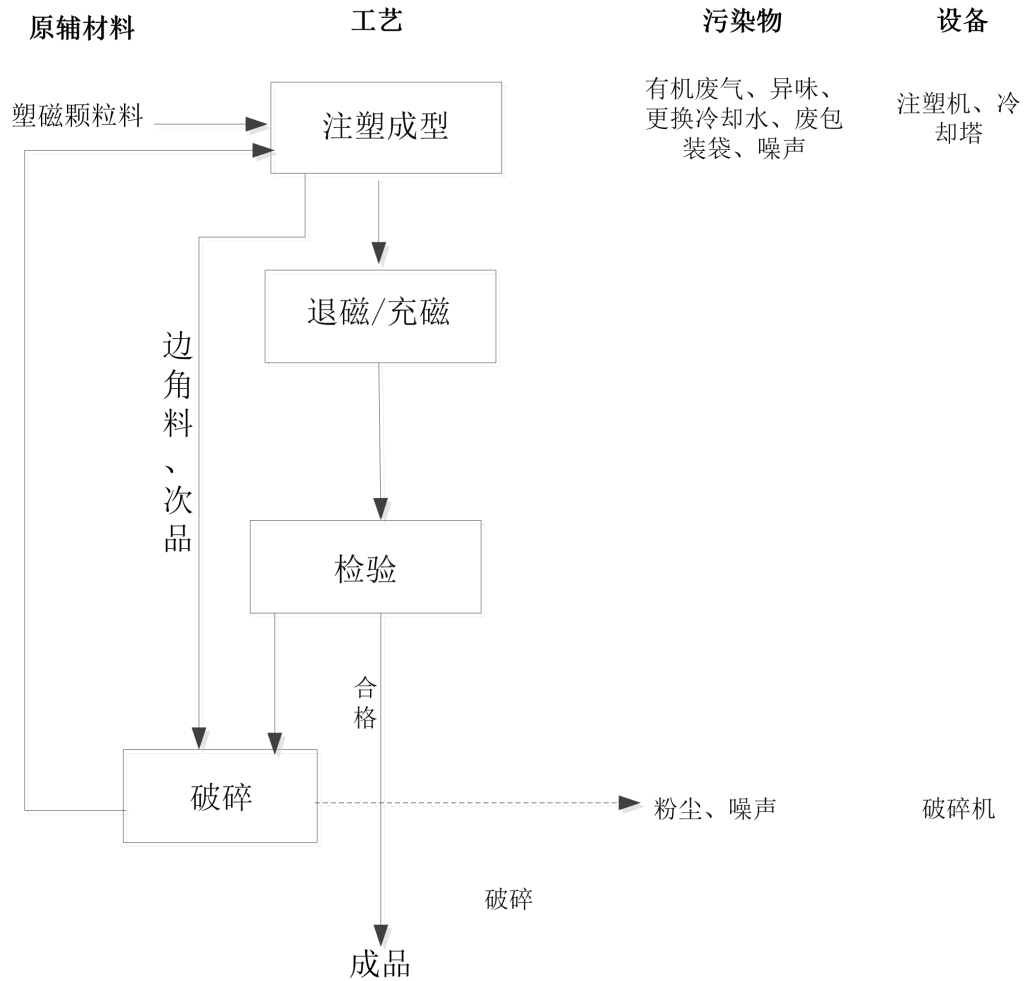 原辅材料
工艺
污染物
设备
塑磁颗粒料
注塑成型
有机废气、异味、
更换冷却水、废包
装袋、噪声
注塑机、冷
却塔
退磁/充磁
边
角
料
、
次
品
检验
合
格
破碎
粉尘、噪声
破碎机
破碎
成品